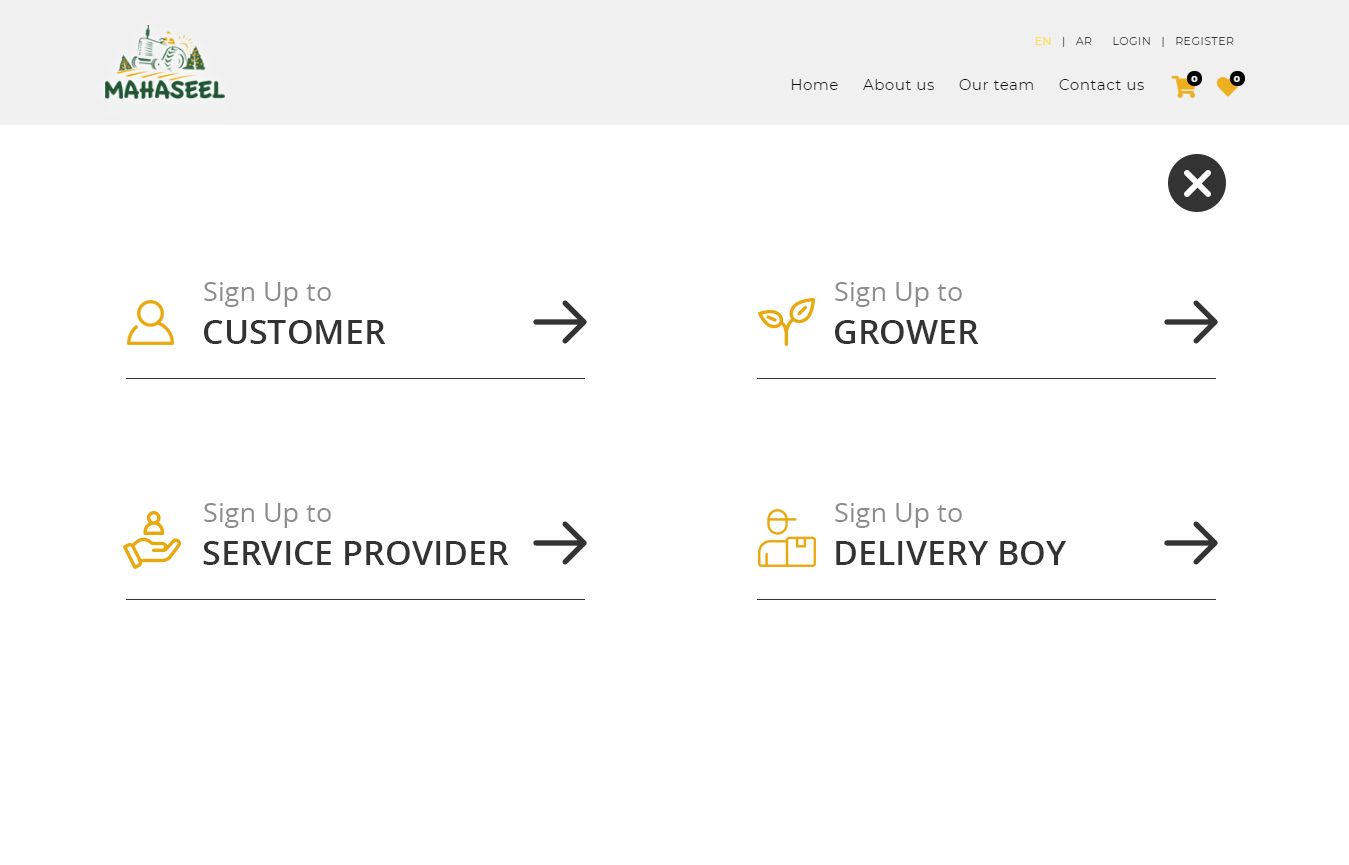 MAHASEEL
EN | AR LOGIN | REGISTER
Home About us Our team Contact us 0 0
Sign Up to
CUSTOMER
Sign Up to
GROWER
Sign Up to
SERVICE PROVIDER
Sign Up to
DELIVERY BOY